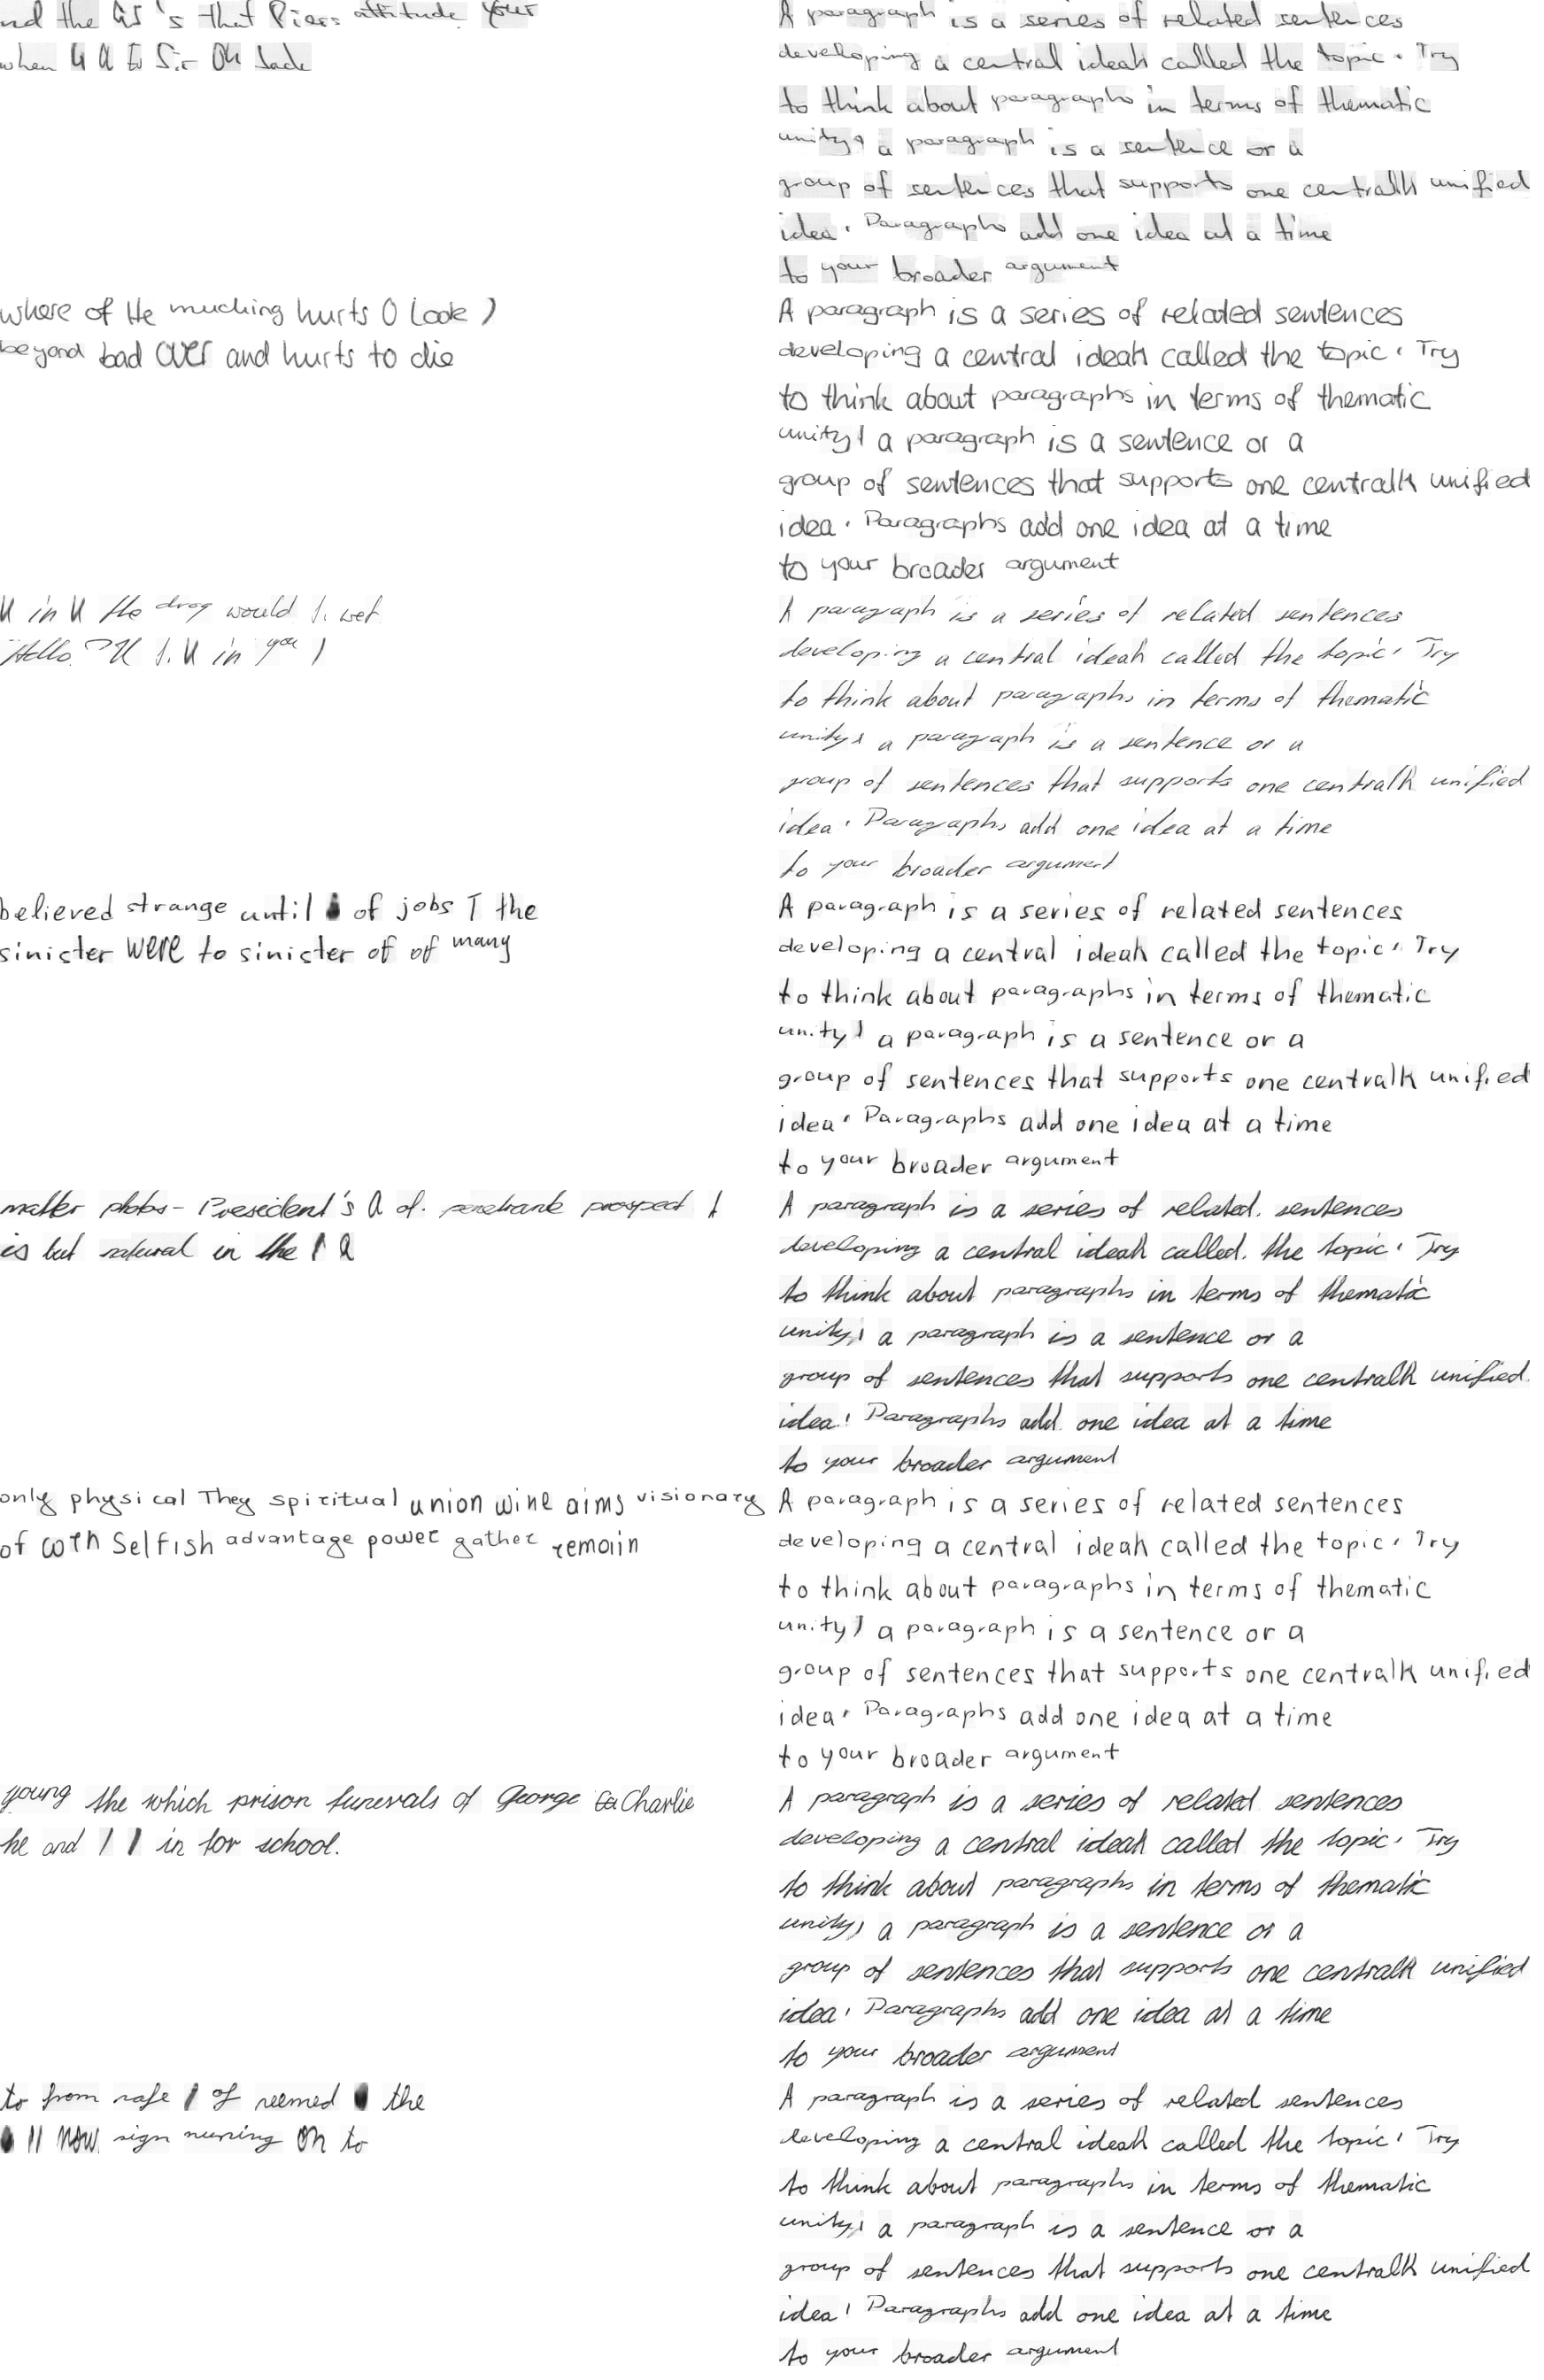 and the GI's that Piers attitude your
when to Sir Oh Jack
where of He muching hurts O Look )
beyond bad OVER and hurts to die
in the drag would I. wet
Hello ? I. in you )
believed strange until of jobs I the
sinister were to sinister of of many
matter photos - President's a of. penetrank prospect
is but natural in the
only physical They spiritual union wine aims visionary
of corn Selfish advantage power gather remain
young the which prison funerals of George Charlie
he and in for school.
to from safe of seemed the
now sign nursing Oh to
A paragraph is a series of related sentences
developing a central ideah called the topic . Try
to think about paragraphs in terms of thematic
unity, a paragraph is a sentence or a
group of sentences that supports one centralh unified
idea . Paragraphs add one idea at a time
to your broader argument
A paragraph is a series of related sentences
developing a central ideah called the topic . Try
to think about paragraphs in terms of thematic
unity, a paragraph is a sentence or a
group of sentences that supports one centralh unified
idea . Paragraphs add one idea at a time
to your broader argument
A paragraph is a series of related sentences
developing a central ideah called the topic . Try
to think about paragraphs in terms of thematic
unity, a paragraph is a sentence or a
group of sentences that supports one centralh unified
idea . Paragraphs add one idea at a time
to your broader argument
A paragraph is a series of related sentences
developing a central ideah called the topic . Try
to think about paragraphs in terms of thematic
unity, a paragraph is a sentence or a
group of sentences that supports one centralh unified
idea . Paragraphs add one idea at a time
to your broader argument
A paragraph is a series of related. sentences
developing a central ideah called. the topic . Try
to think about paragraphs in terms of thematic
unity, a paragraph is a sentence or a
group of sentences that supports one centralh unified.
idea . Paragraphs add one idea at a time
to your broader argument
A paragraph is a series of related sentences
developing a central ideah called the topic . Try
to think about paragraphs in terms of thematic
unity, a paragraph is a sentence or a
group of sentences that supports one centralh unified
idea . Paragraphs add one idea at a time
to your broader argument
A paragraph is a series of related sentences
developing a central ideah called the topic . Try
to think about paragraphs in terms of thematic
unity, a paragraph is a sentence or a
group of sentences that supports one centralh unified
idea . Paragraphs add one idea at a time
to your broader argument
A paragraph is a series of related sentences
developing a central ideah called the topic . Try
to think about paragraphs in terms of thematic
unity, a paragraph is a sentence or a
group of sentences that supports one centralh unified
idea . Paragraphs add one idea at a time
to your broader argument